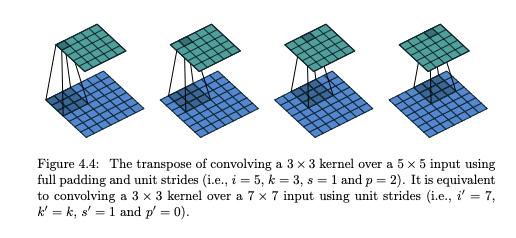 Figure 4.4: The transpose of convolving a 3 × 3 kernel over a 5 × 5 input using
full padding and unit strides (i.e., i = 5, k = 3, s = 1 and p = 2). It is equivalent
to convolving a 3 × 3 kernel over a 7 × 7 input using unit strides (i.e., i′ = 7,
k′ = k, s′ = 1 and p′ = 0).